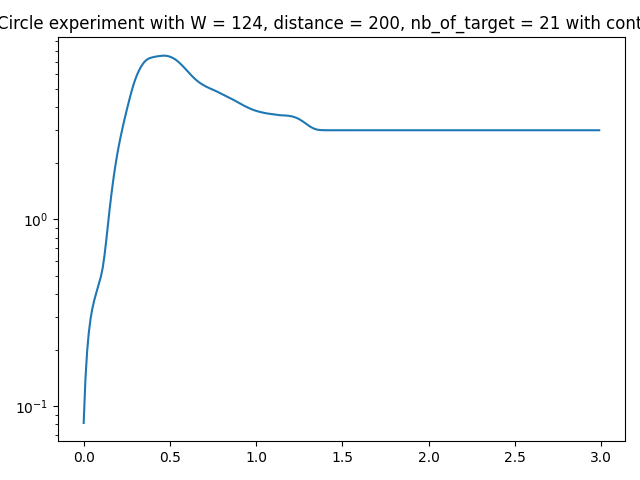 Circle experiment with W = 124, distance = 200, nb_of_target = 21 with cont
10⁰
10⁻¹
0.0 0.5 1.0 1.5 2.0 2.5 3.0